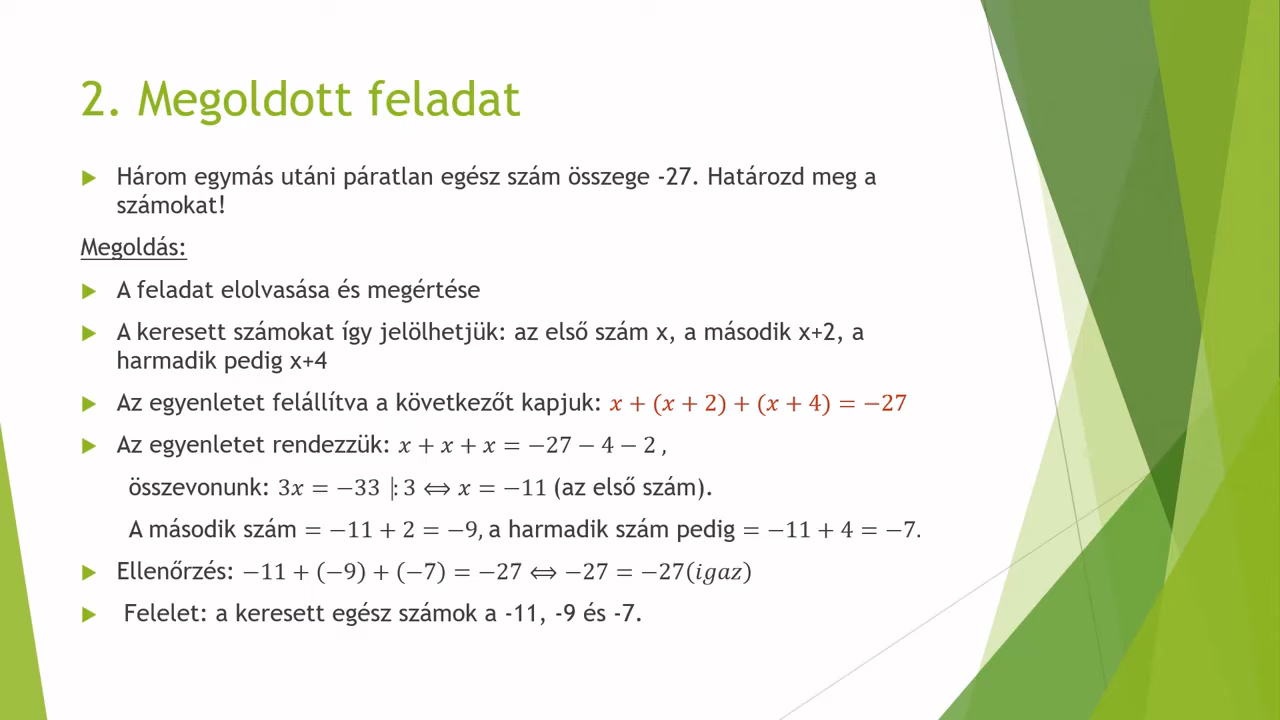 2. Megoldott feladat
Három egymás utáni páratlan egész szám összege -27. Határozd meg a
számokat!
Megoldás:
A feladat elolvasása és megértése
A keresett számokat így jelölhetjük: az első szám x, a második x+2, a
harmadik pedig x+4
Az egyenletet felállítva a következőt kapjuk: x + (x + 2) + (x + 4) = −27
Az egyenletet rendezzük: x + x + x = −27 − 4 − 2 ,
összevonunk: 3x = −33 |: 3 ⟺ x = −11 (az első szám).
A második szám = −11 + 2 = −9, a harmadik szám pedig = −11 + 4 = −7.
Ellenőrzés: −11 + (−9) + (−7) = −27 ⟺ −27 = −27(igaz)
Felelet: a keresett egész számok a -11, -9 és -7.